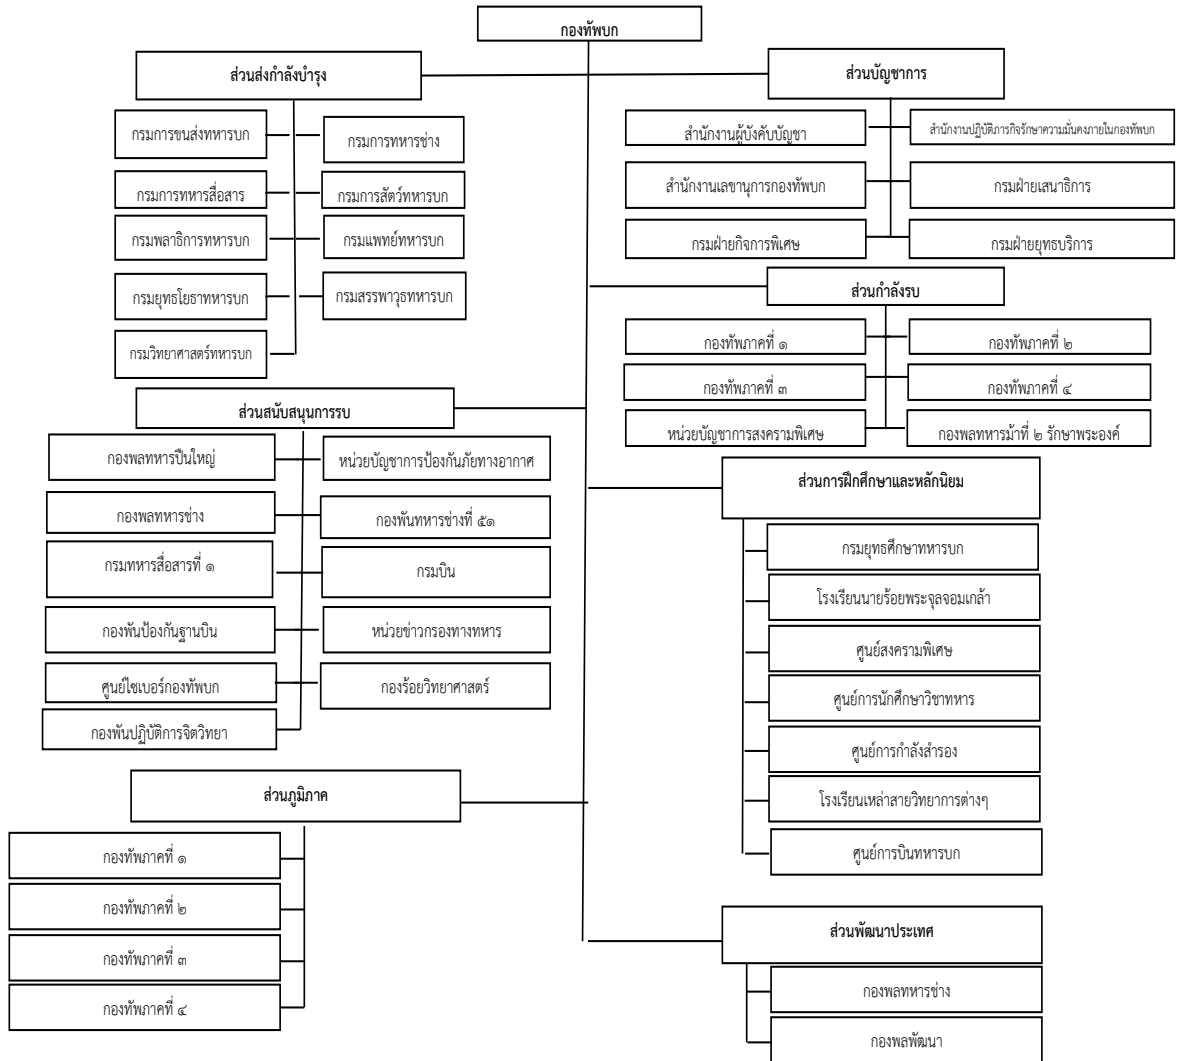 กองทัพบก
ส่วนส่งกำลังบำรุง
กรมการขนส่งทหารบก
กรมการทหารช่าง
กรมการทหารสื่อสาร
กรมการสัตว์ทหารบก
กรมพลาธิการทหารบก
กรมแพทย์ทหารบก
กรมยุทธโยธาทหารบก
กรมสรรพาวุธทหารบก
กรมวิทยาศาสตร์ทหารบก
ส่วนบัญชาการ
สำนักงานผู้บังคับบัญชา
สำนักงานปฏิบัติภารกิจรักษาความมั่นคงภายในกองทัพบก
สำนักงานเลขานุการกองทัพบก
กรมฝ่ายเสนาธิการ
กรมฝ่ายกิจการพิเศษ
กรมฝ่ายยุทธบริการ
ส่วนกำลังรบ
กองทัพภาคที่ ๑
กองทัพภาคที่ ๒
กองทัพภาคที่ ๓
กองทัพภาคที่ ๔
หน่วยบัญชาการสงครามพิเศษ
กองพลทหารม้าที่ ๒ รักษาพระองค์
ส่วนสนับสนุนการรบ
กองพลทหารปืนใหญ่
หน่วยบัญชาการป้องกันภัยทางอากาศ
กองพลทหารช่าง
กองพันทหารช่างที่ ๕๑
กรมทหารสื่อสารที่ ๑
กรมบิน
กองพันป้องกันฐานบิน
หน่วยข่าวกรองทางทหาร
ศูนย์ไซเบอร์กองทัพบก
กองร้อยวิทยาศาสตร์
กองพันปฏิบัติการจิตวิทยา
ส่วนการฝึกศึกษาและหลักนิยม
กรมยุทธศึกษาทหารบก
โรงเรียนนายร้อยพระจุลจอมเกล้า
ศูนย์สงครามพิเศษ
ศูนย์การนักศึกษาวิชาทหาร
ศูนย์การกำลังสำรอง
โรงเรียนเหล่าสายวิทยาการต่างๆ
ศูนย์การบินทหารบก
ส่วนภูมิภาค
กองทัพภาคที่ ๑
กองทัพภาคที่ ๒
กองทัพภาคที่ ๓
กองทัพภาคที่ ๔
ส่วนพัฒนาประเทศ
กองพลทหารช่าง
กองพลพัฒนา